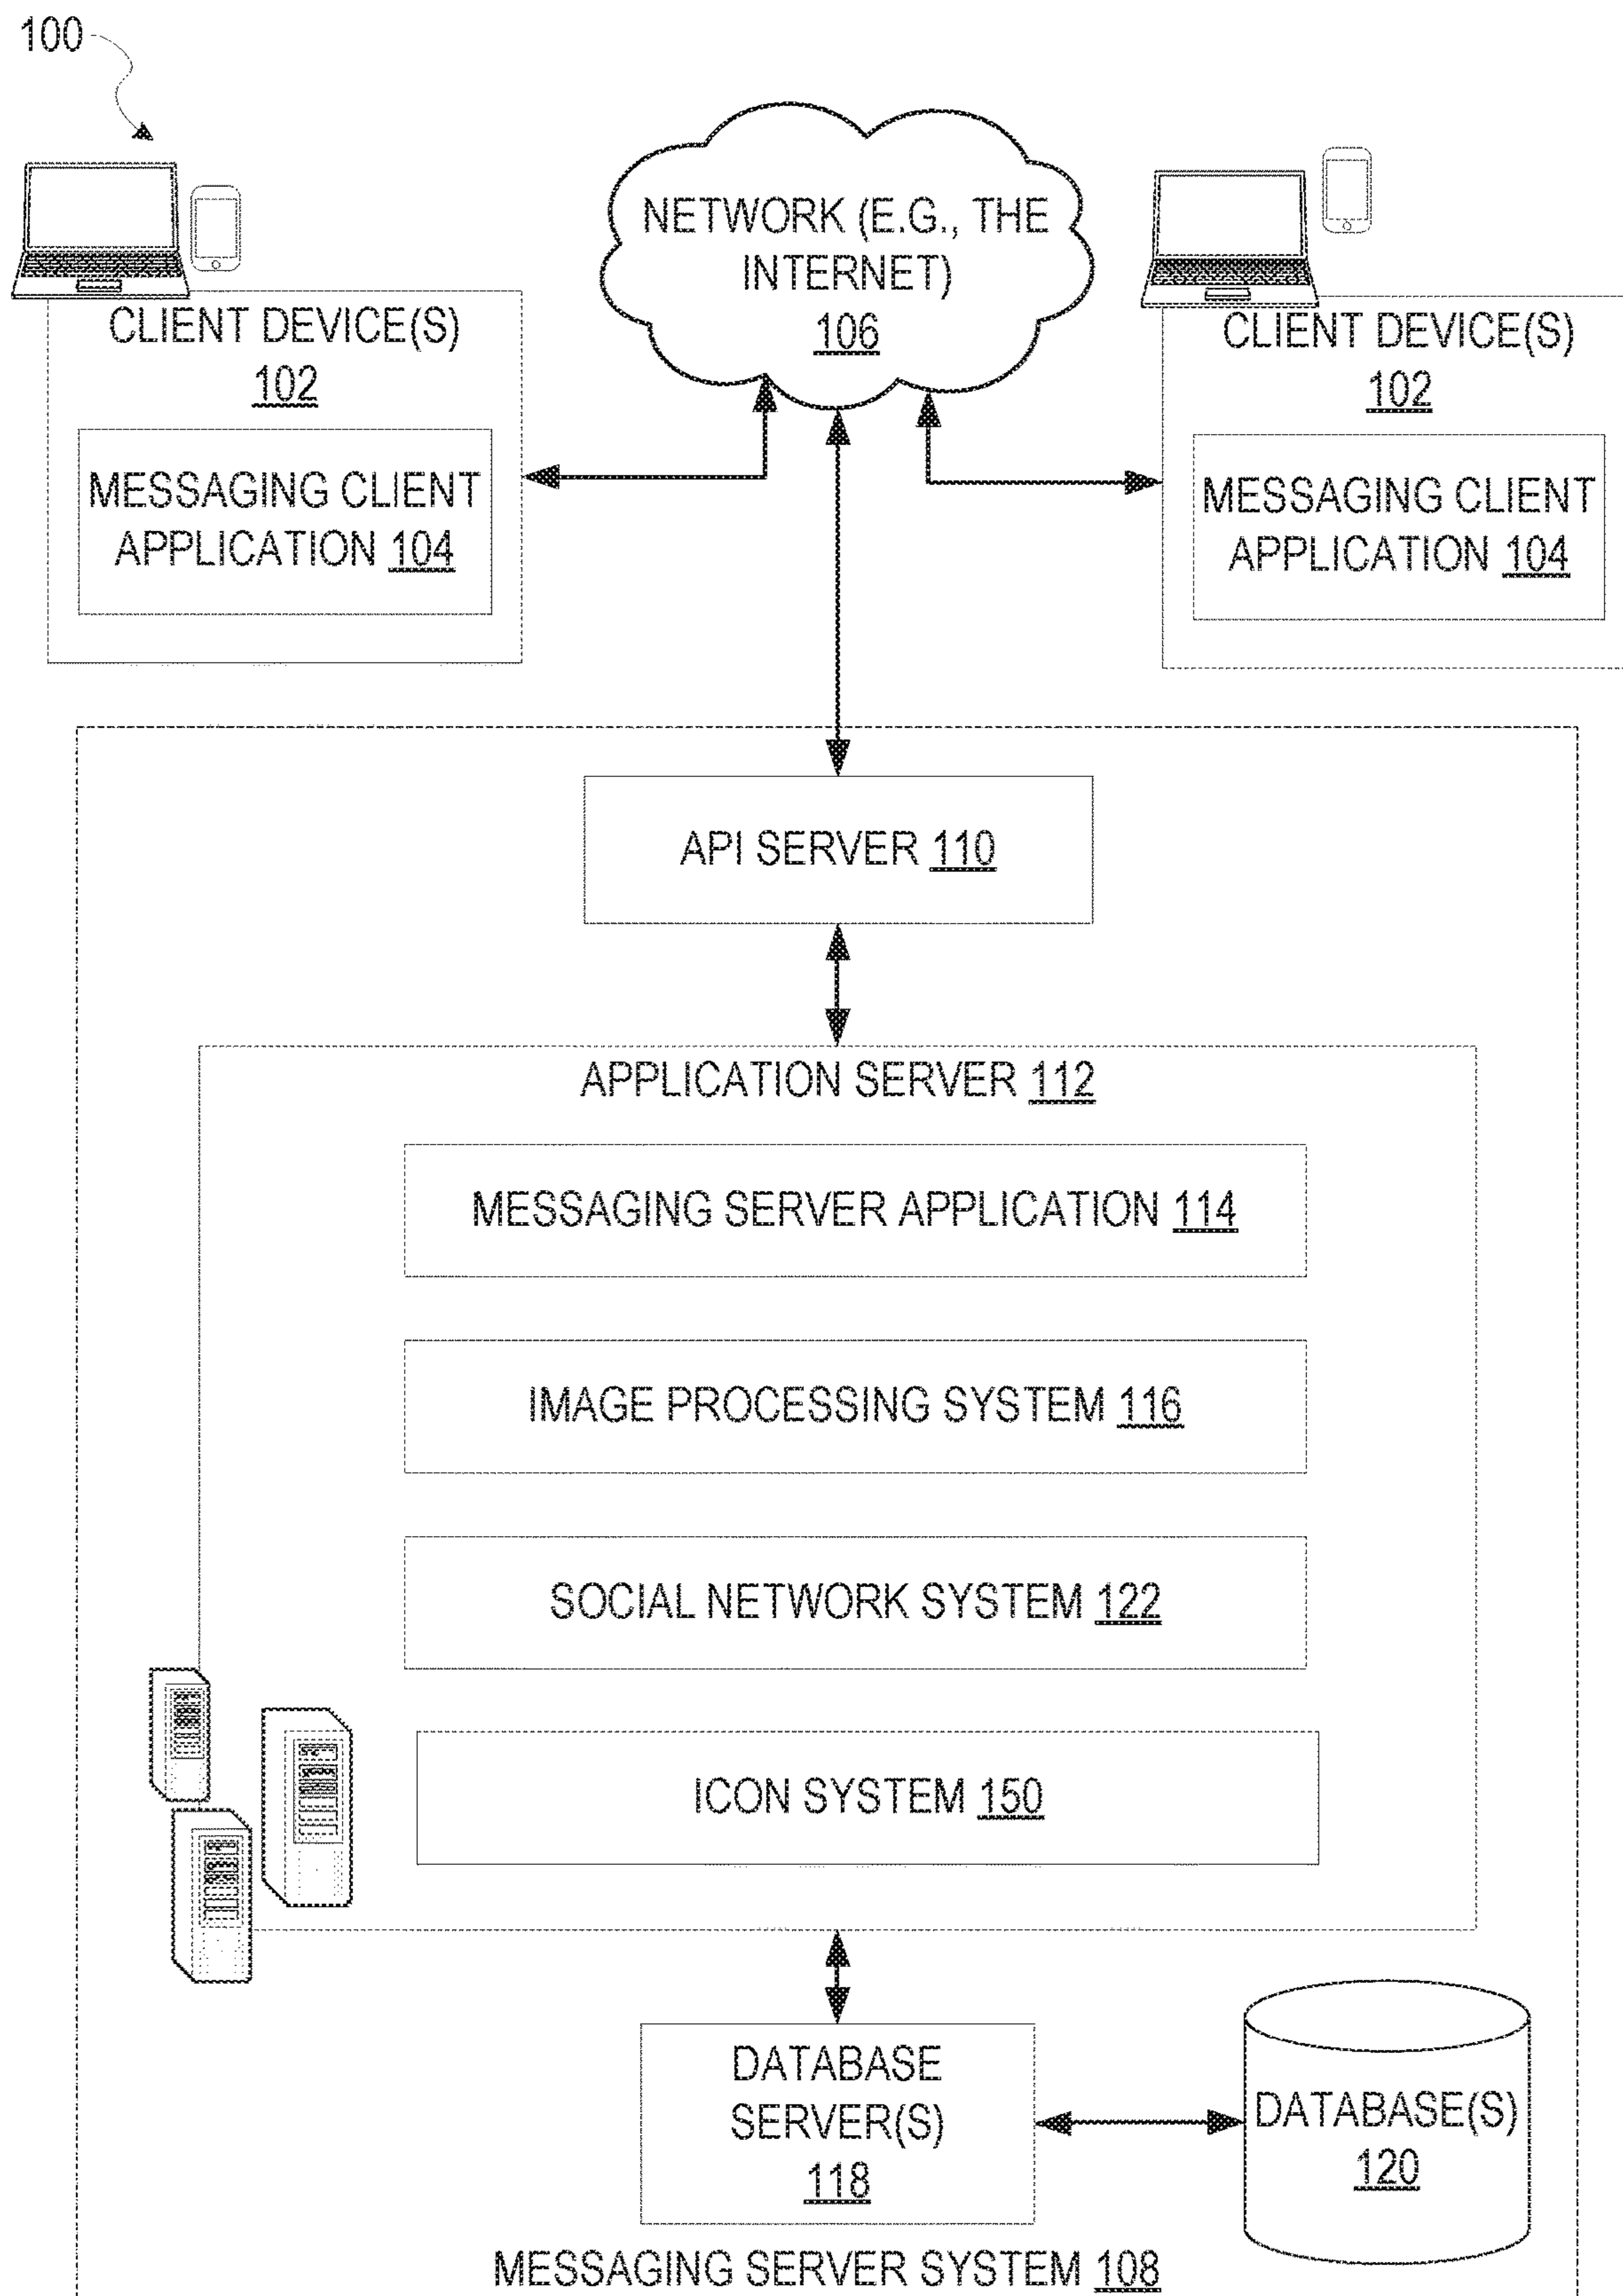 100
NETWORK (E.G., THE
INTERNET)
106
CLIENT DEVICE(S)
102
MESSAGING CLIENT
APPLICATION 104
CLIENT DEVICE(S)
102
MESSAGING CLIENT
APPLICATION 104
API SERVER 110
APPLICATION SERVER 112
MESSAGING SERVER APPLICATION 114
IMAGE PROCESSING SYSTEM 116
SOCIAL NETWORK SYSTEM 122
ICON SYSTEM 150
DATABASE
SERVER(S)
118
DATABASE(S)
120
MESSAGING SERVER SYSTEM 108